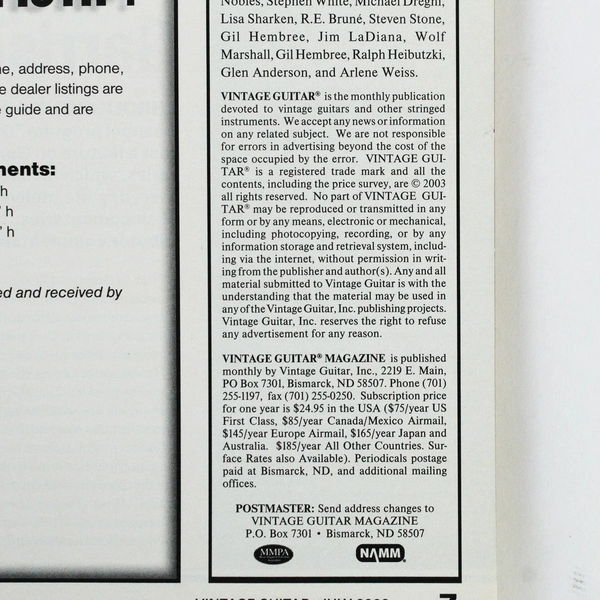 ne, address, phone,
e dealer listings are
guide and are
nents:
h
" h
" h
ed and received by
Nobles, Stephen White, Michael Dregni,
Lisa Sharken, R.E. Bruné, Steven Stone,
Gil Hembree, Jim LaDiana, Wolf
Marshall, Gil Hembree, Ralph Heibutzki,
Glen Anderson, and Arlene Weiss.
VINTAGE GUITAR® is the monthly publication
devoted to vintage guitars and other stringed
instruments. We accept any news or information
on any related subject. We are not responsible
for errors in advertising beyond the cost of the
space occupied by the error. VINTAGE GUI-
TAR® is a registered trade mark and all the
contents, including the price survey, are © 2003
all rights reserved. No part of VINTAGE GUI-
TAR® may be reproduced or transmitted in any
form or by any means, electronic or mechanical,
including photocopying, recording, or by any
information storage and retrieval system, includ-
ing via the internet, without permission in writ-
ing from the publisher and author(s). Any and all
material submitted to Vintage Guitar is with the
understanding that the material may be used in
any of the Vintage Guitar, Inc. publishing projects.
Vintage Guitar, Inc. reserves the right to refuse
any advertisement for any reason.
VINTAGE GUITAR® MAGAZINE is published
monthly by Vintage Guitar, Inc., 2219 E. Main,
PO Box 7301, Bismarck, ND 58507. Phone (701)
255-1197, fax (701) 255-0250. Subscription price
for one year is $24.95 in the USA ($75/year US
First Class, $85/year Canada/Mexico Airmail,
$145/year Europe Airmail, $165/year Japan and
Australia. $185/year All Other Countries. Sur-
face Rates also Available). Periodicals postage
paid at Bismarck, ND, and additional mailing
offices.
POSTMASTER: Send address changes to
VINTAGE GUITAR MAGAZINE
P.O. Box 7301 • Bismarck, ND 58507
MMPA
NAMM